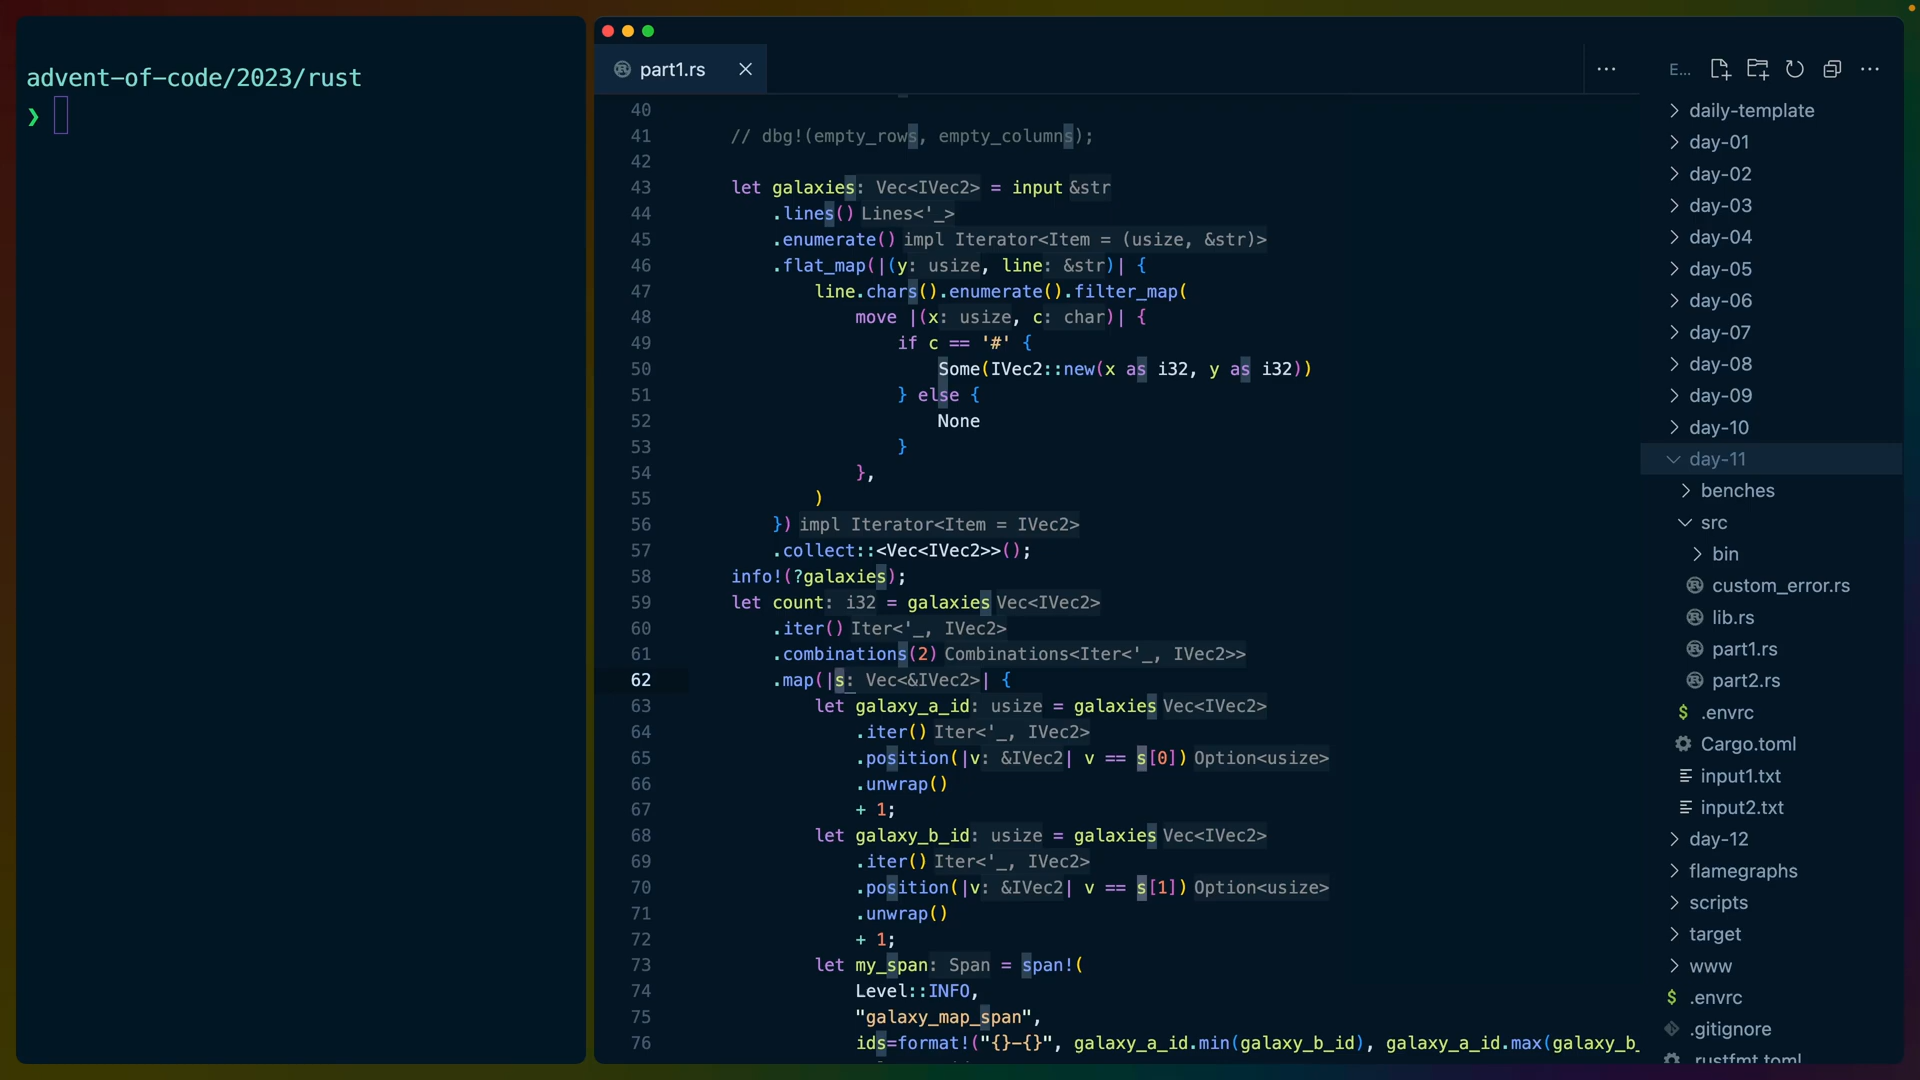 advent-of-code/2023/rust
❯
part1.rs
E...
40
41 // dbg!(empty_rows, empty_columns);
42
43 let galaxies: Vec<IVec2> = input &str
44 .lines() Lines<'_>
45 .enumerate() impl Iterator<Item = (usize, &str)>
46 .flat_map(|(y: usize, line: &str)| {
47 line.chars().enumerate().filter_map(
48 move |(x: usize, c: char)| {
49 if c == '#' {
50 Some(IVec2::new(x as i32, y as i32))
51 } else {
52 None
53 }
54 },
55 )
56 }) impl Iterator<Item = IVec2>
57 .collect::<Vec<IVec2>>();
58 info!(?galaxies);
59 let count: i32 = galaxies Vec<IVec2>
60 .iter() Iter<'_, IVec2>
61 .combinations(2) Combinations<Iter<'_, IVec2>>
62 .map(|s: Vec<&IVec2>| {
63 let galaxy_a_id: usize = galaxies Vec<IVec2>
64 .iter() Iter<'_, IVec2>
65 .position(|v: &IVec2| v == s[0]) Option<usize>
66 .unwrap()
67 + 1;
68 let galaxy_b_id: usize = galaxies Vec<IVec2>
69 .iter() Iter<'_, IVec2>
70 .position(|v: &IVec2| v == s[1]) Option<usize>
71 .unwrap()
72 + 1;
73 let my_span: Span = span!(
74 Level::INFO,
75 "galaxy_map_span",
76 ids=format!("{}-{}", galaxy_a_id.min(galaxy_b_id), galaxy_a_id.max(galaxy_b_
daily-template
day-01
day-02
day-03
day-04
day-05
day-06
day-07
day-08
day-09
day-10
day-11
benches
src
bin
custom_error.rs
lib.rs
part1.rs
part2.rs
.envrc
Cargo.toml
input1.txt
input2.txt
day-12
flamegraphs
scripts
target
www
.envrc
.gitignore
.rustfmt.toml